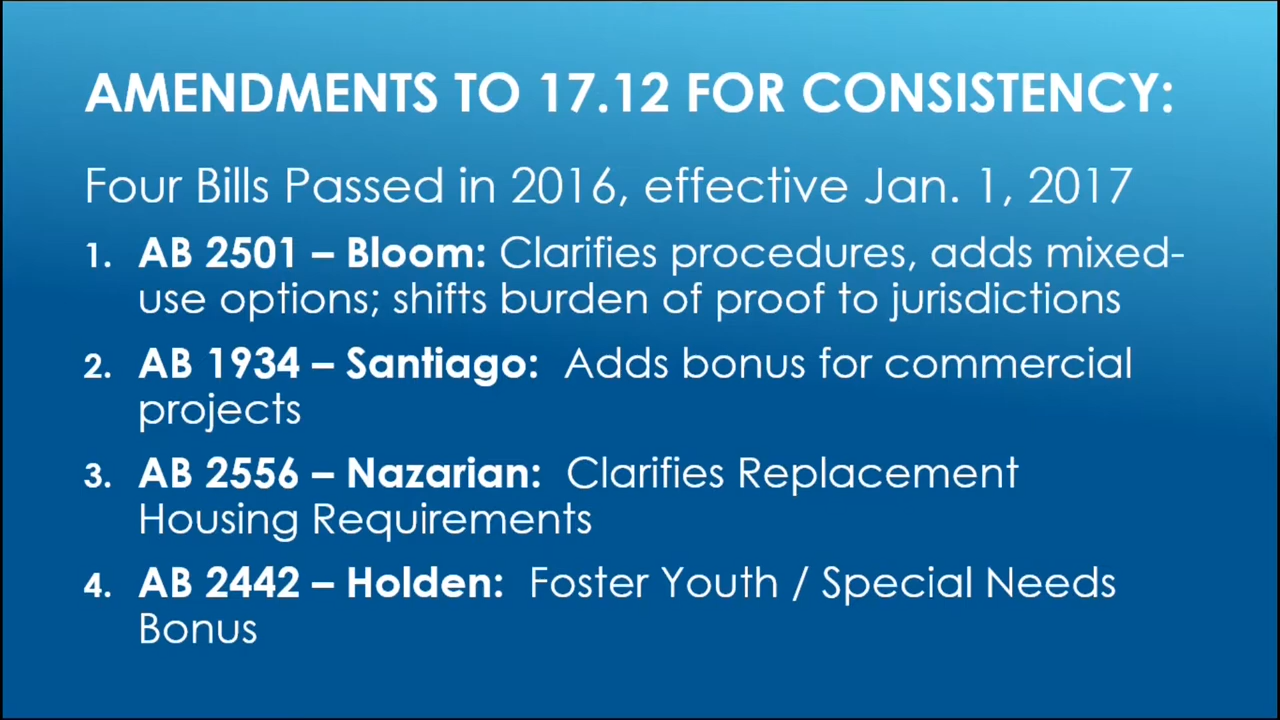 AMENDMENTS TO 17.12 FOR CONSISTENCY:
Four Bills Passed in 2016, effective Jan. 1, 2017
1. AB 2501 – Bloom: Clarifies procedures, adds mixed-
use options; shifts burden of proof to jurisdictions
2. AB 1934 – Santiago: Adds bonus for commercial
projects
3. AB 2556 – Nazarian: Clarifies Replacement
Housing Requirements
4. AB 2442 – Holden: Foster Youth / Special Needs
Bonus